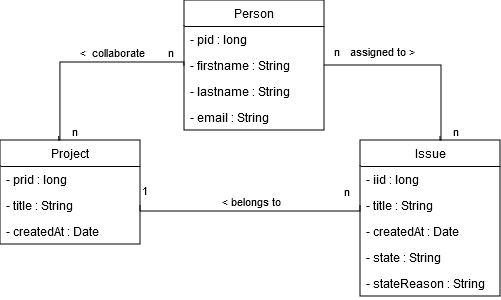 Person
- pid : long
- firstname : String
- lastname : String
- email : String
< collaborate n
n assigned to >
n
n
Project
- prid : long
- title : String
- createdAt : Date
1
< belongs to
n
Issue
- iid : long
- title : String
- createdAt : Date
- state : String
- stateReason : String